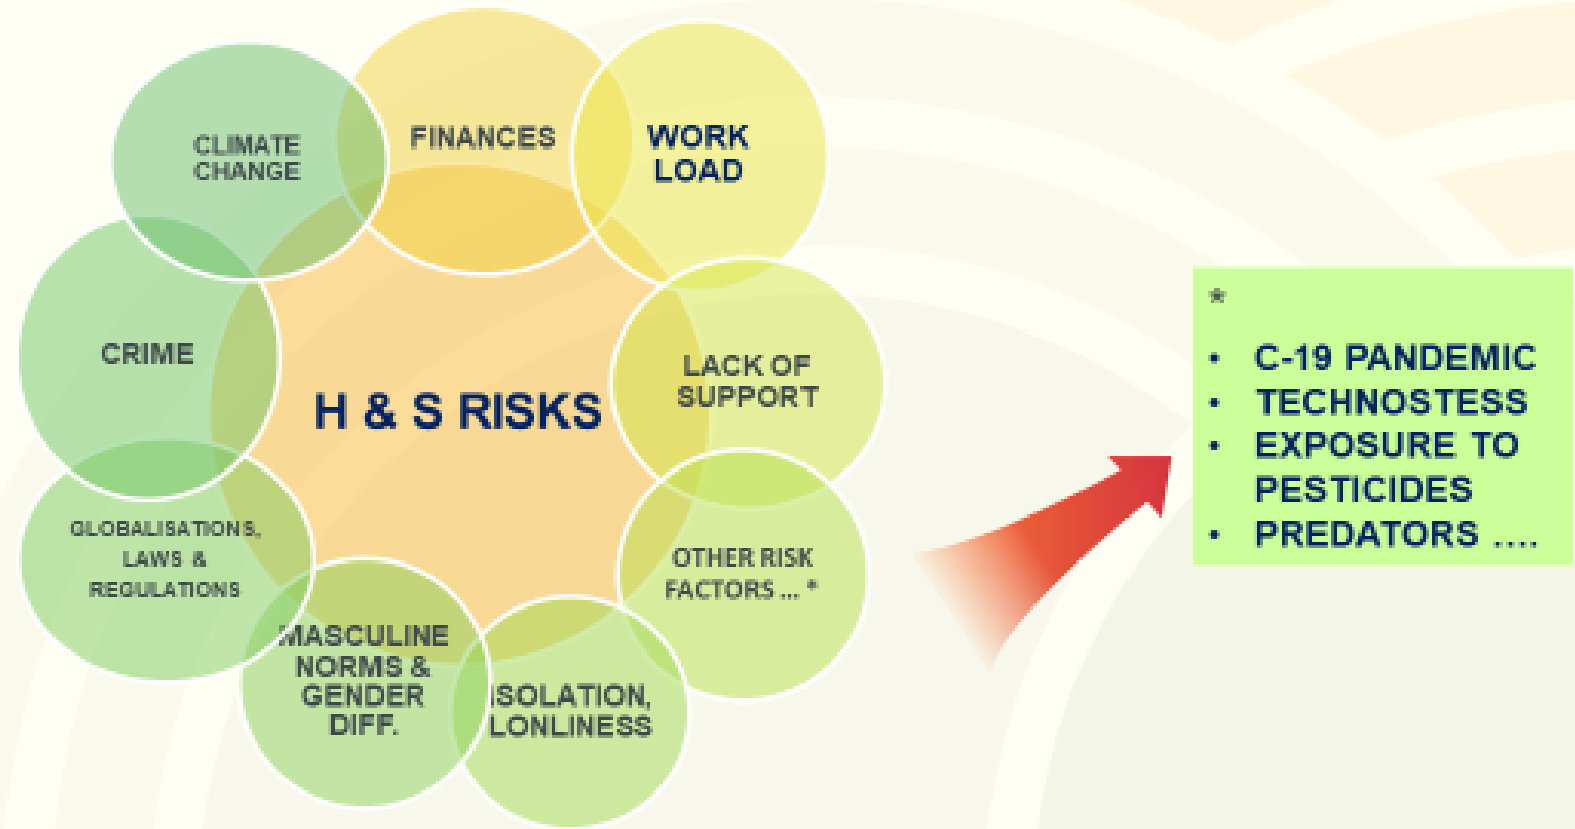 FINANCES
WORK
LOAD
LACK OF
SUPPORT
OTHER RISK
FACTORS ... *
ISOLATION,
LONLINESS
MASCULINE
NORMS &
GENDER
DIFF.
GLOBALISATIONS,
LAWS &
REGULATIONS
CRIME
CLIMATE
CHANGE
H & S RISKS
*
• C-19 PANDEMIC
• TECHNOSTESS
• EXPOSURE TO
PESTICIDES
• PREDATORS ....